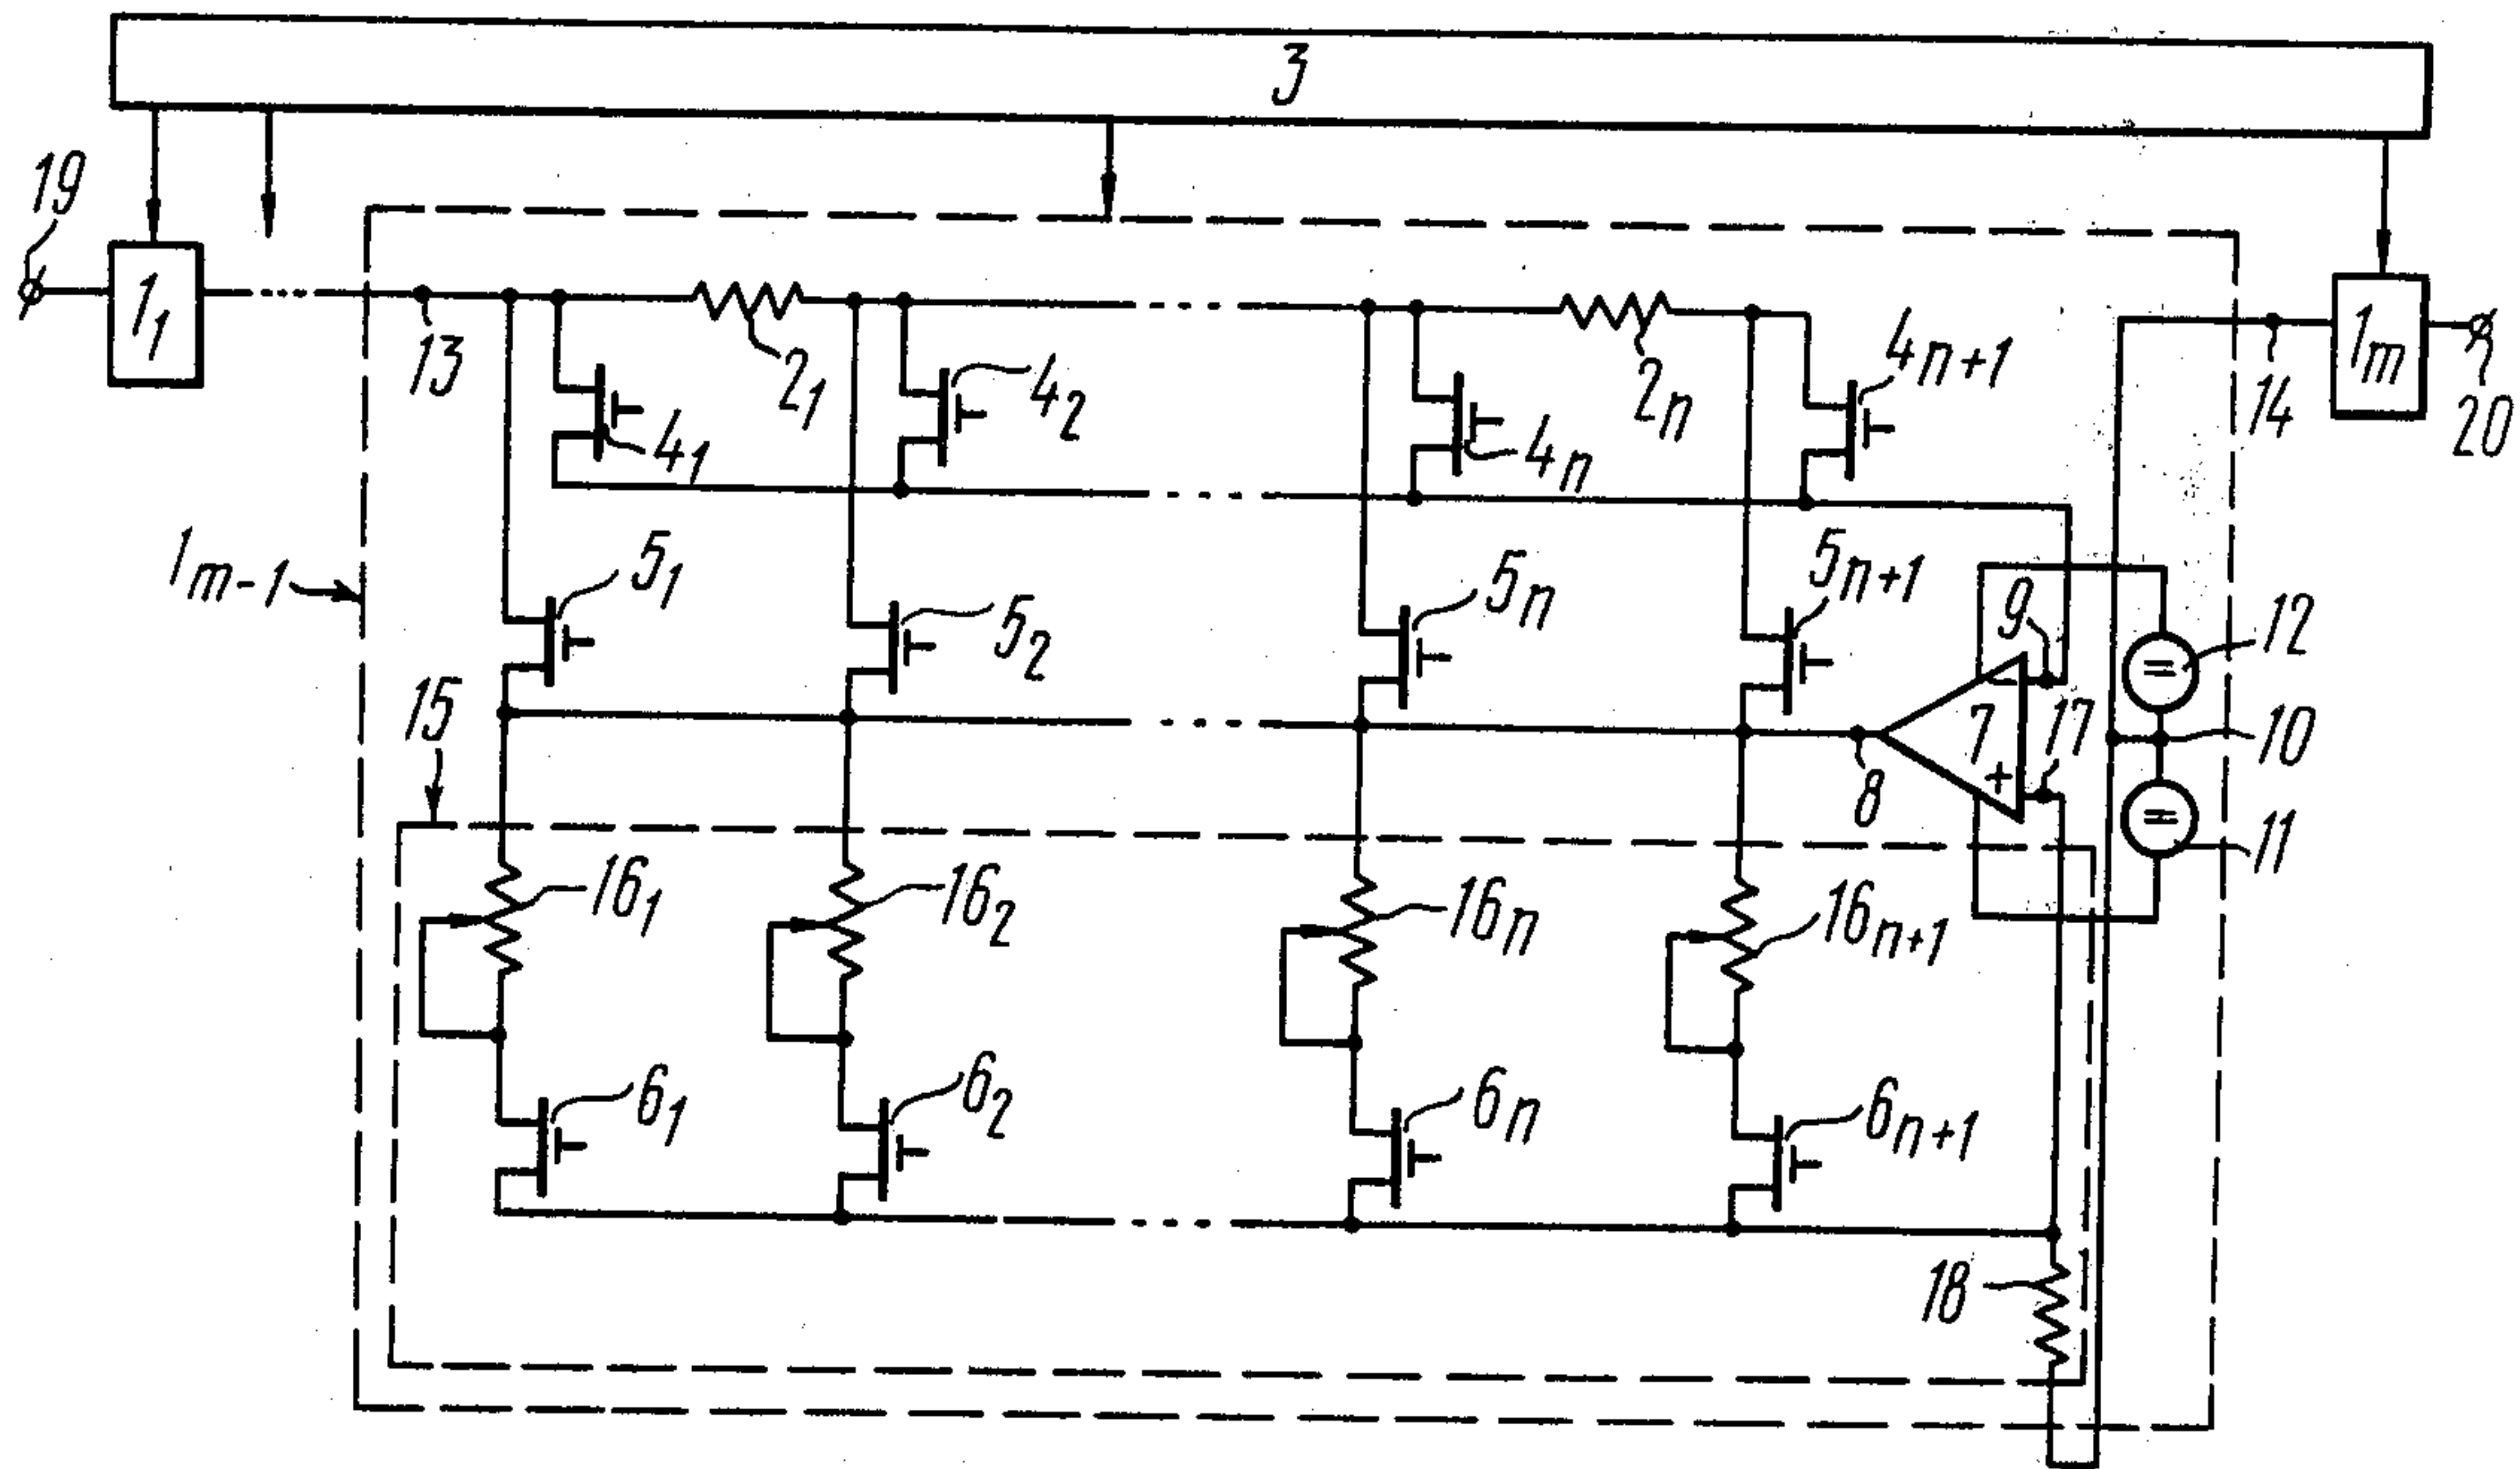 3
19
1₁
13
2₁
4₁
4₂
2ₙ
4ₙ
4ₙ₊₁
14
1ₘ
20
1ₘ₋₁
5₁
5₂
5ₙ
5ₙ₊₁
9
12
15
-
7
17
10
+
8
11
=
=
16₁
16₂
16ₙ
16ₙ₊₁
6₁
6₂
6ₙ
6ₙ₊₁
18